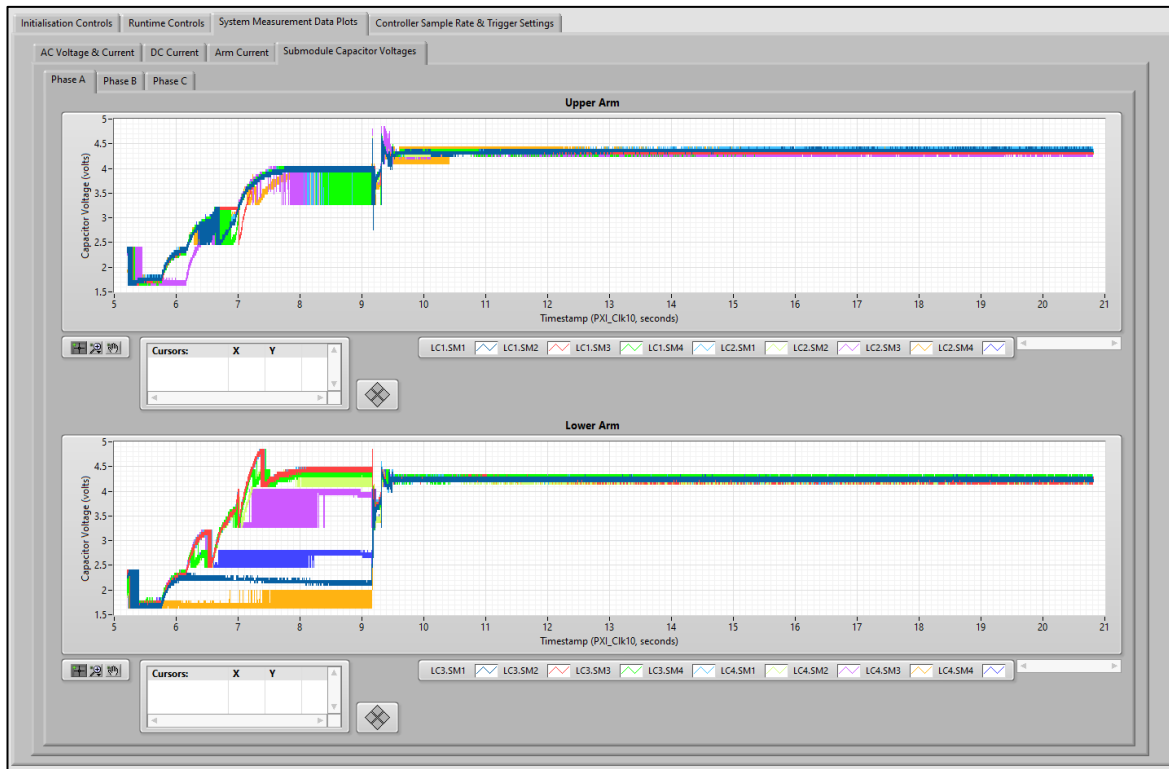 Initialisation Controls Runtime Controls System Measurement Data Plots Controller Sample Rate & Trigger Settings
AC Voltage & Current DC Current Arm Current Submodule Capacitor Voltages
Phase A Phase B Phase C
Upper Arm
Capacitor Voltage (volts)
5
4.5
4
3.5
3
2.5
2
1.5
5 6 7 8 9 10 11 12 13 14 15 16 17 18 19 20 21
Timestamp (PXI_Clk10, seconds)
Cursors: X Y
LC1.SM1 LC1.SM2 LC1.SM3 LC1.SM4 LC2.SM1 LC2.SM2 LC2.SM3 LC2.SM4
Lower Arm
Capacitor Voltage (volts)
5
4.5
4
3.5
3
2.5
2
1.5
5 6 7 8 9 10 11 12 13 14 15 16 17 18 19 20 21
Timestamp (PXI_Clk10, seconds)
Cursors: X Y
LC3.SM1 LC3.SM2 LC3.SM3 LC3.SM4 LC4.SM1 LC4.SM2 LC4.SM3 LC4.SM4